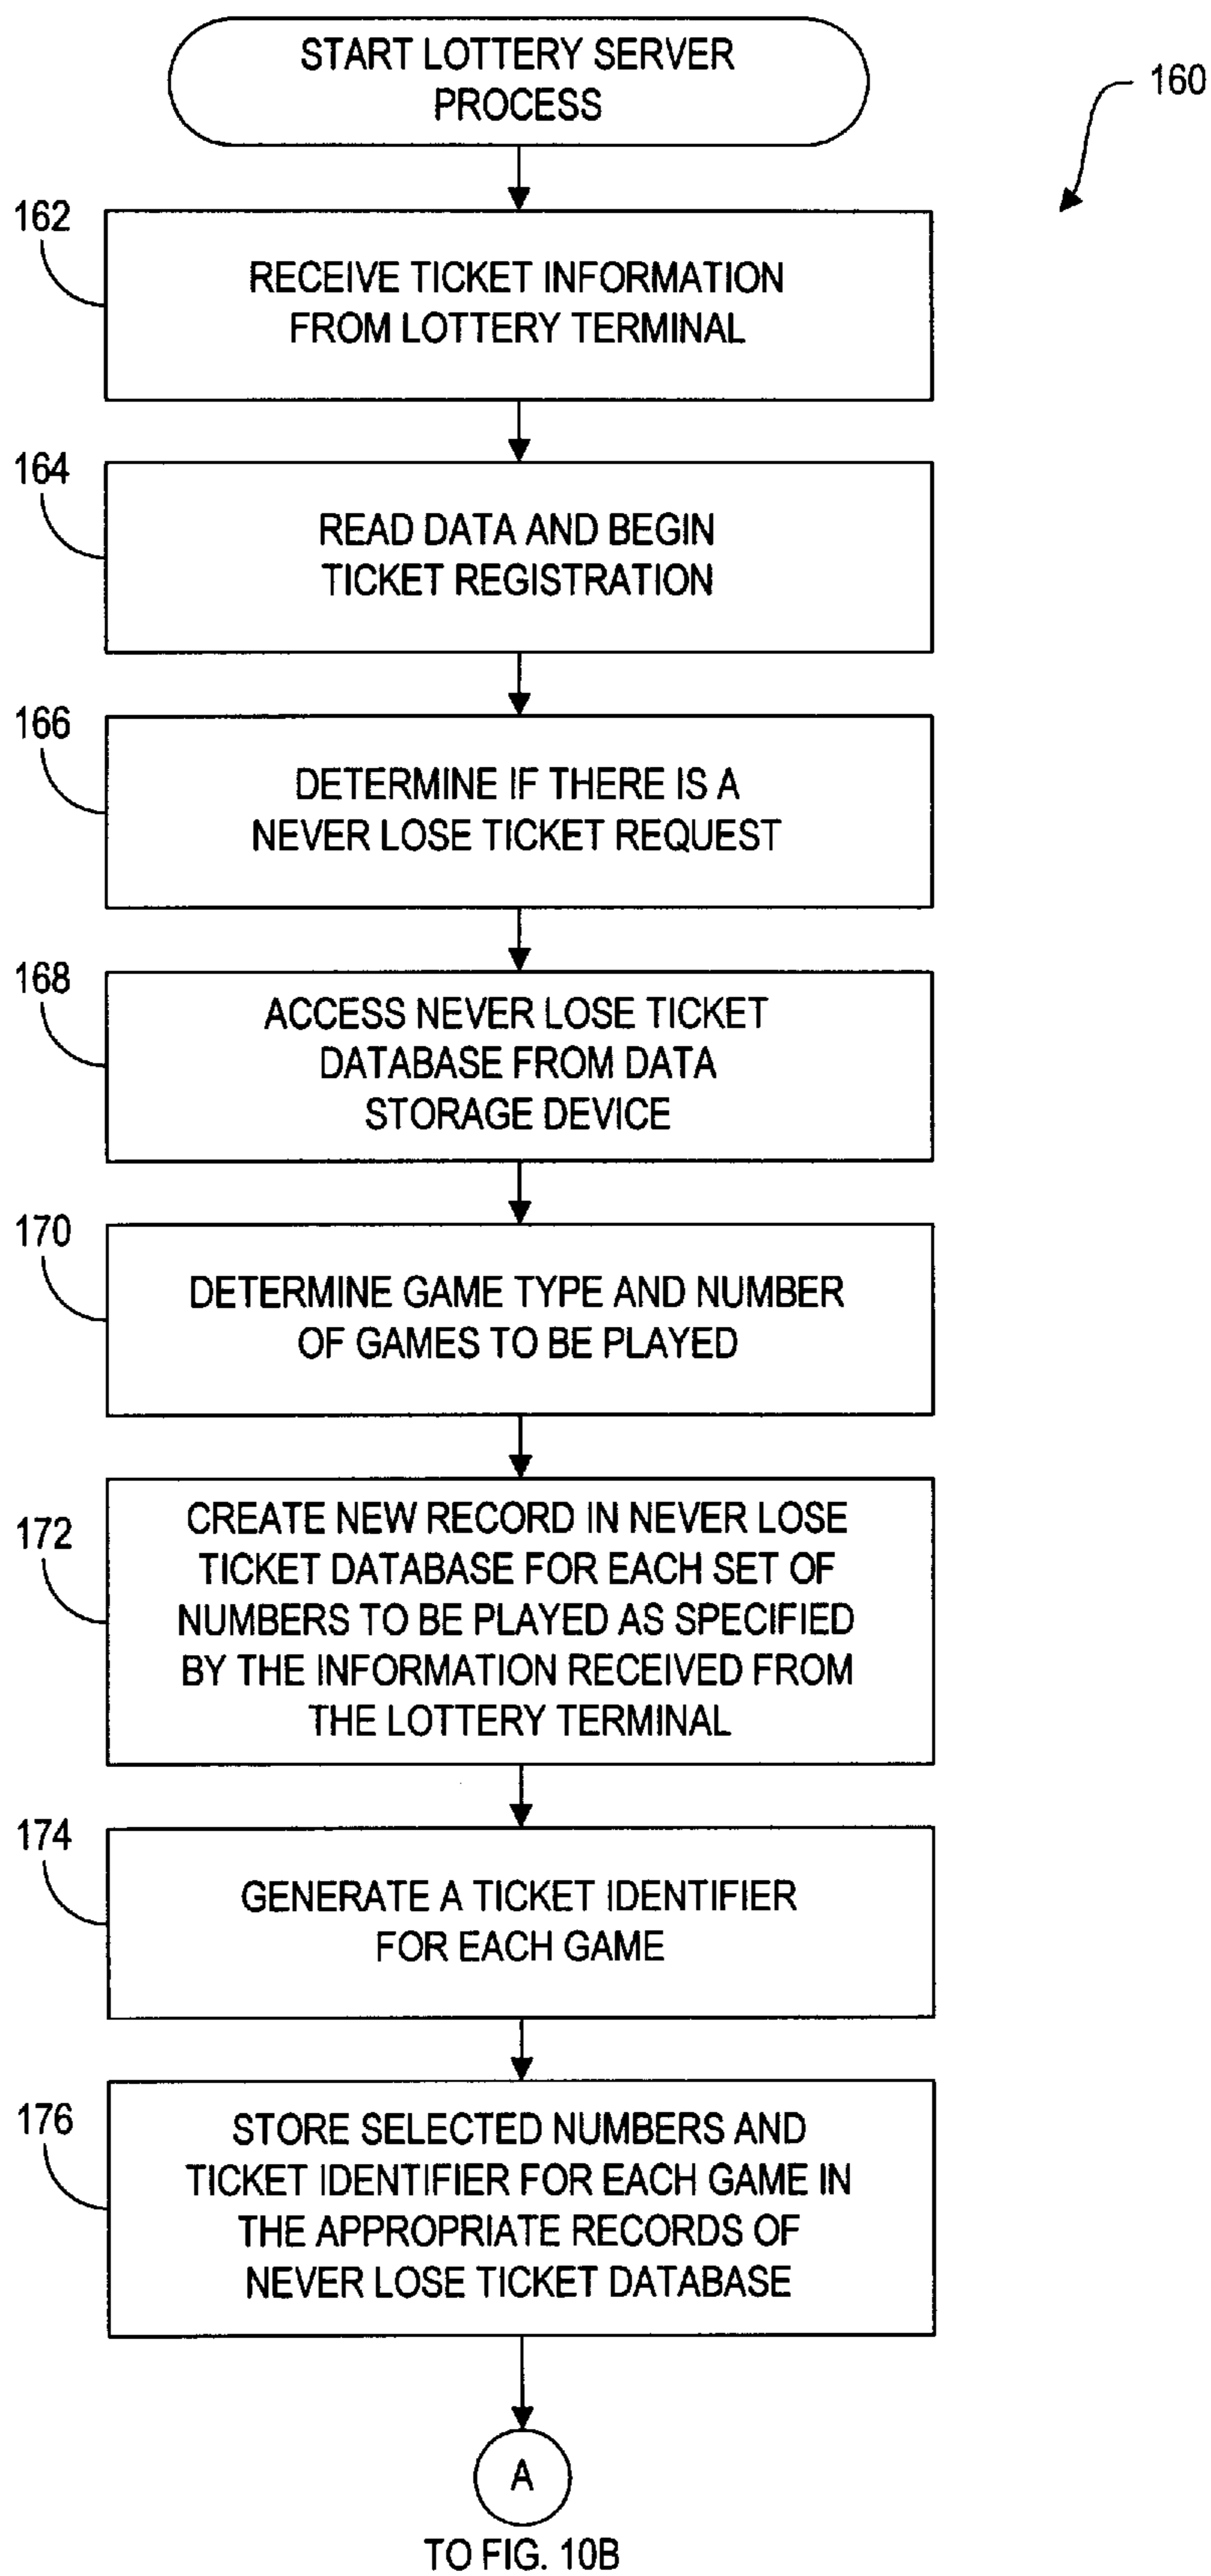 START LOTTERY SERVER
PROCESS
160
162
RECEIVE TICKET INFORMATION
FROM LOTTERY TERMINAL
164
READ DATA AND BEGIN
TICKET REGISTRATION
166
DETERMINE IF THERE IS A
NEVER LOSE TICKET REQUEST
168
ACCESS NEVER LOSE TICKET
DATABASE FROM DATA
STORAGE DEVICE
170
DETERMINE GAME TYPE AND NUMBER
OF GAMES TO BE PLAYED
172
CREATE NEW RECORD IN NEVER LOSE
TICKET DATABASE FOR EACH SET OF
NUMBERS TO BE PLAYED AS SPECIFIED
BY THE INFORMATION RECEIVED FROM
THE LOTTERY TERMINAL
174
GENERATE A TICKET IDENTIFIER
FOR EACH GAME
176
STORE SELECTED NUMBERS AND
TICKET IDENTIFIER FOR EACH GAME IN
THE APPROPRIATE RECORDS OF
NEVER LOSE TICKET DATABASE
A
TO FIG. 10B